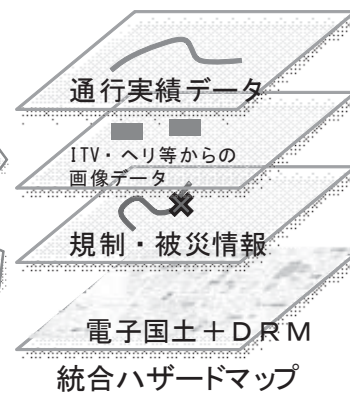 通行実績データ
ITV・ヘリ等からの
画像データ
規制・被災情報
電子国土＋ＤＲＭ
統合ハザードマップ